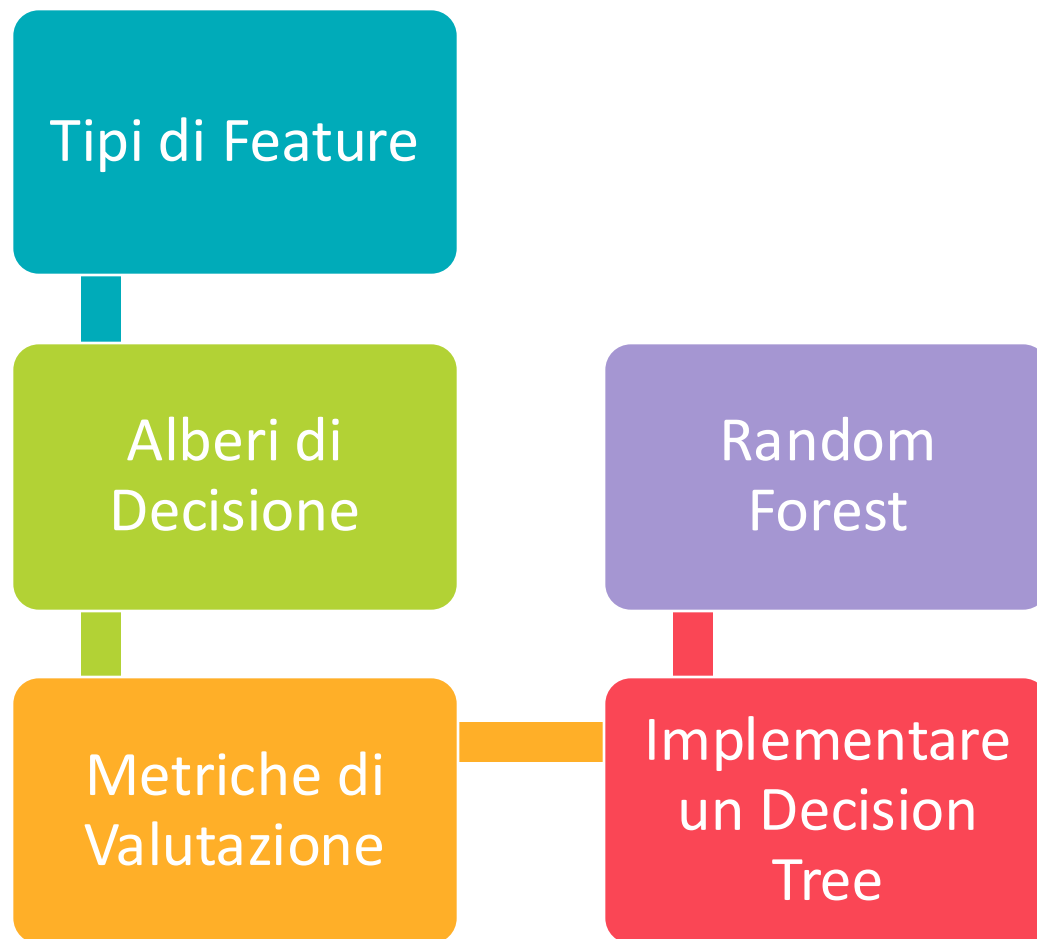 Tipi di Feature
Alberi di
Decisione
Metriche di
Valutazione
Implementare
un Decision
Tree
Random
Forest